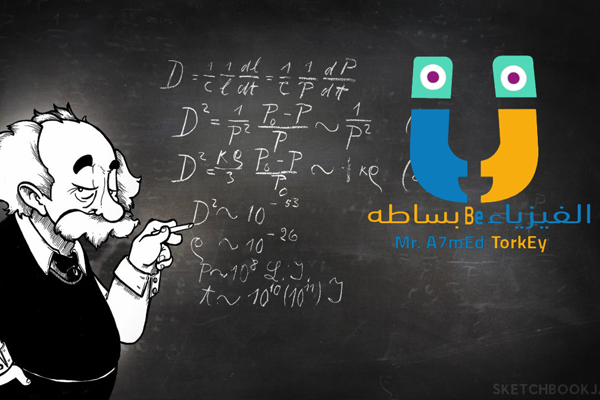 D = 1/c 1/l dl/dt = 1/c 1/P dP/dt
D² = 1/P² P₀-P/P ~ 1/P²
D² = κρ/3 P₀-P/P₀ ~ κρ
D² ~ 10⁻⁵³
ρ ~ 10⁻²⁶
P ~ 10⁸ L.J.
t ~ 10¹⁰(10¹¹) J
الفيزياء Be بساطه
Mr. A7mEd TorkEy
SKETCHBOOKJ